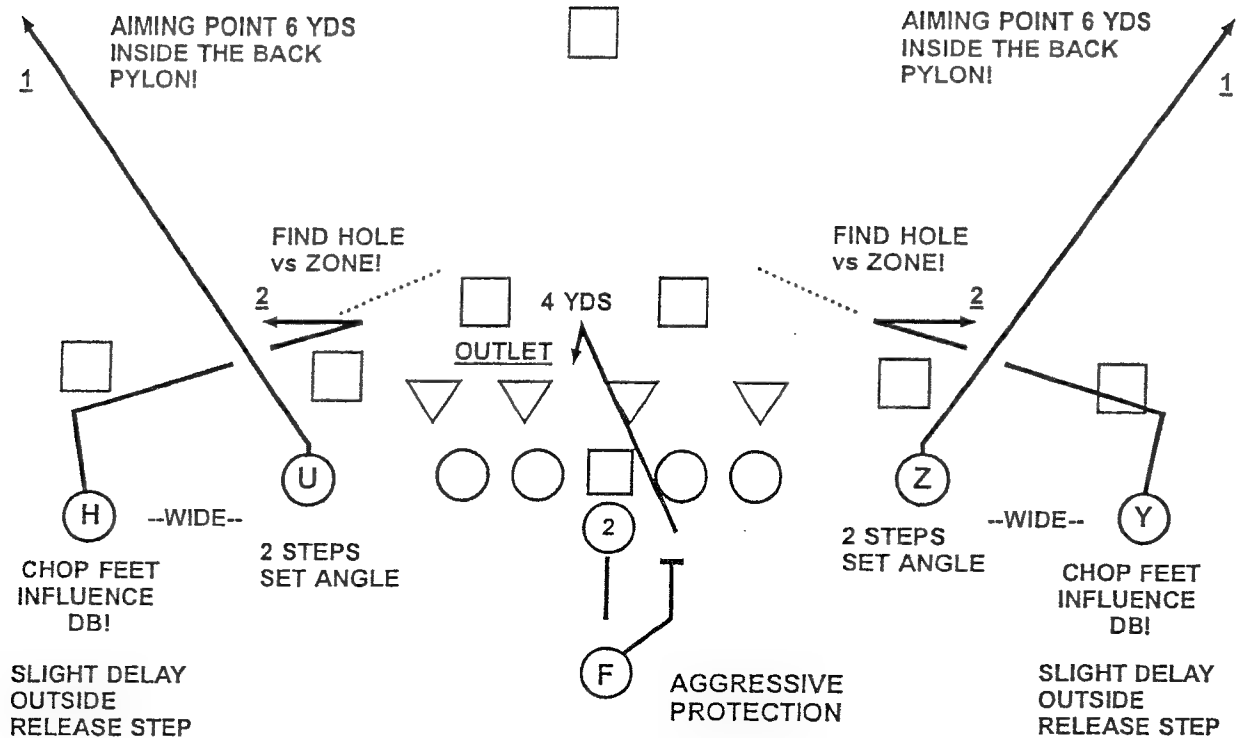 AIMING POINT 6 YDS
INSIDE THE BACK
PYLON!
1
AIMING POINT 6 YDS
INSIDE THE BACK
PYLON!
1
FIND HOLE
vs ZONE!
2
4 YDS
OUTLET
FIND HOLE
vs ZONE!
2
H
--WIDE--
U
2
Z
--WIDE--
Y
2 STEPS
SET ANGLE
2 STEPS
SET ANGLE
CHOP FEET
INFLUENCE
DB!
CHOP FEET
INFLUENCE
DB!
SLIGHT DELAY
OUTSIDE
RELEASE STEP
F
AGGRESSIVE
PROTECTION
SLIGHT DELAY
OUTSIDE
RELEASE STEP